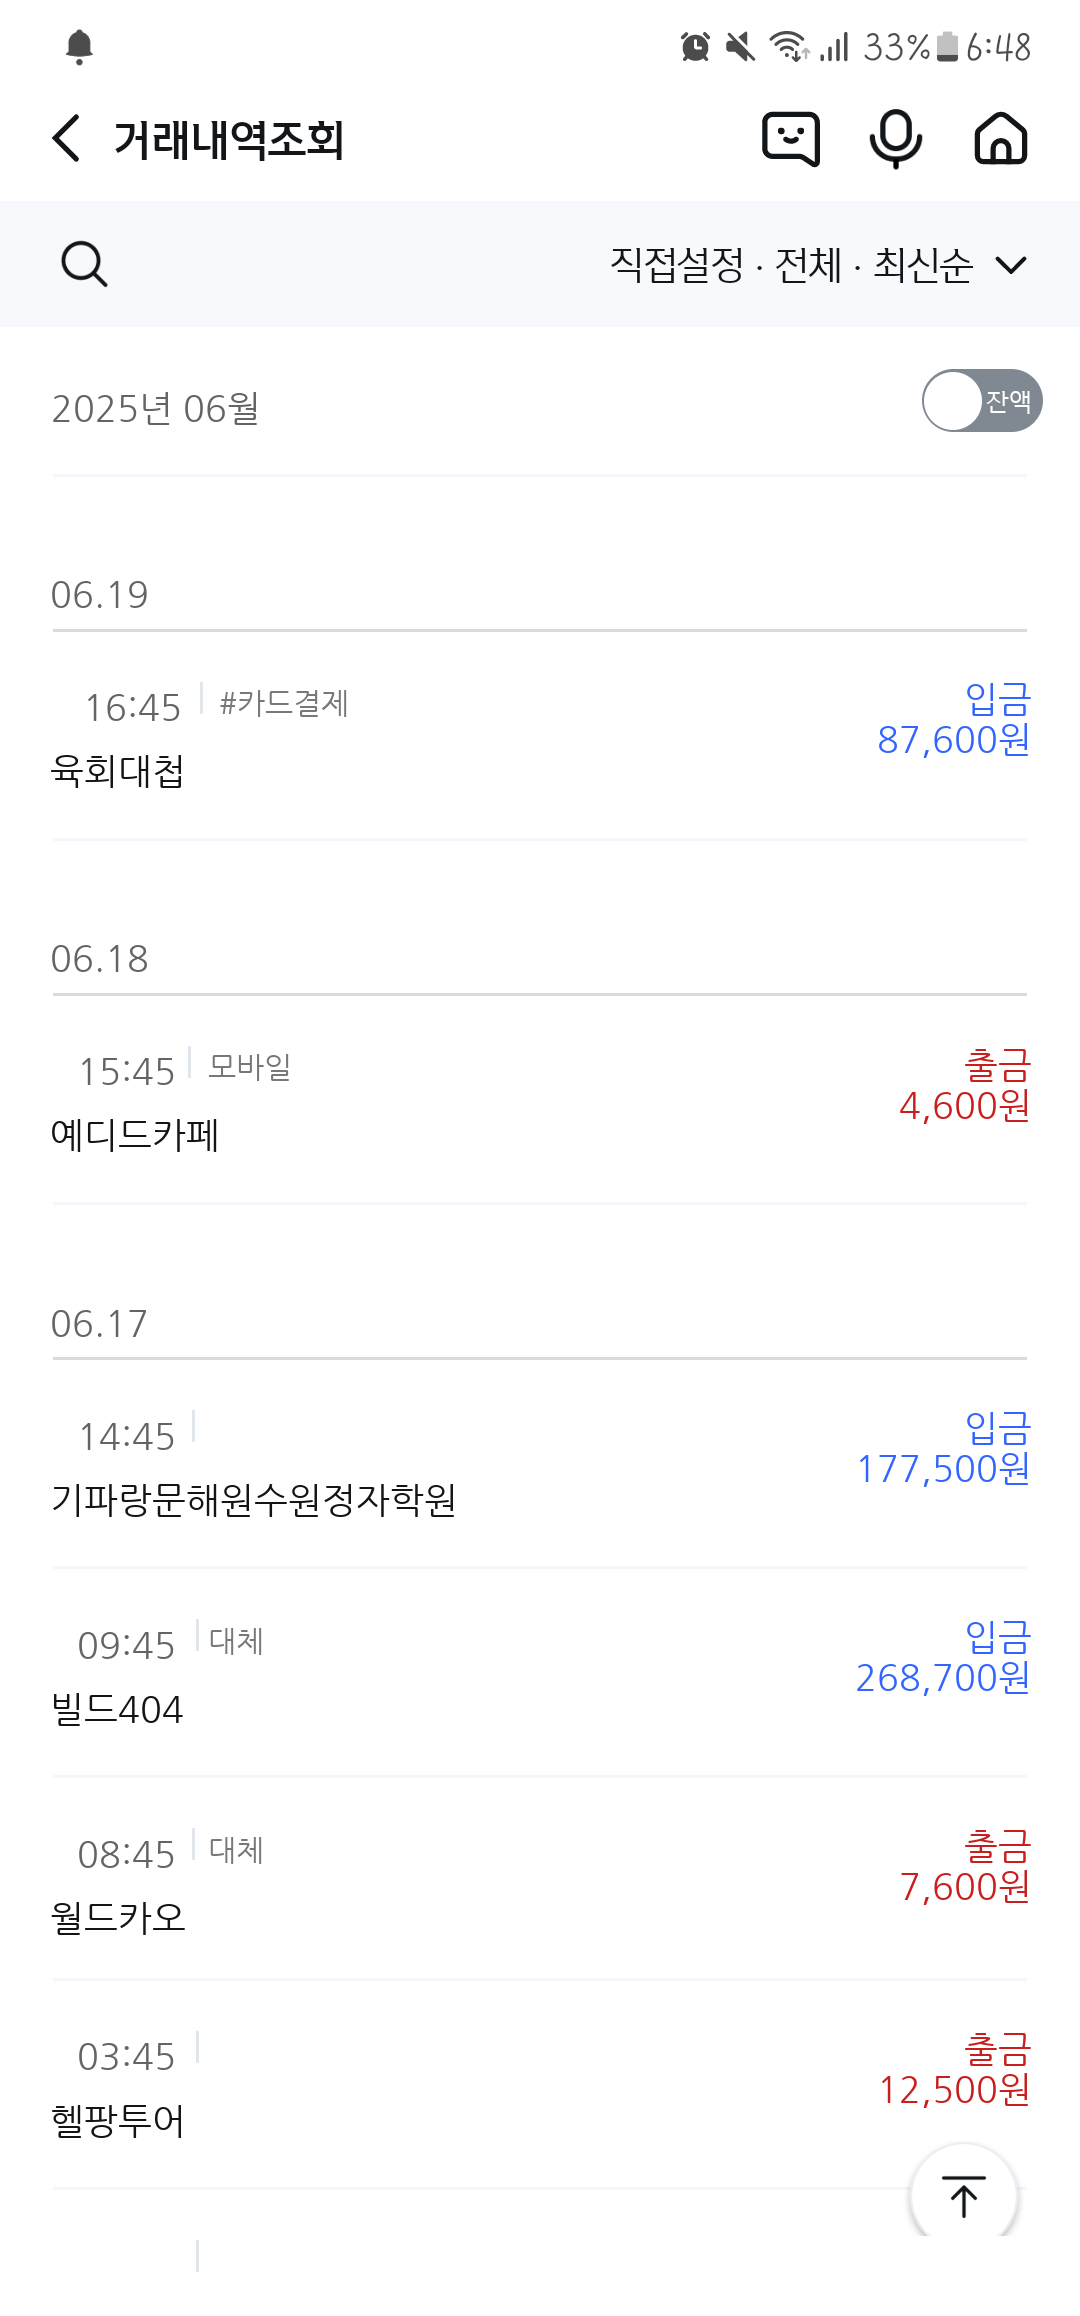 33% 6:48
거래내역조회
직접설정 · 전체 · 최신순
2025년 06월
잔액
06.19
16:45 #카드결제
입금
87,600원
육회대첩
06.18
15:45 모바일
출금
4,600원
예디드카페
06.17
14:45
입금
177,500원
기파랑문해원수원정자학원
09:45 대체
입금
268,700원
빌드404
08:45 대체
출금
7,600원
월드카오
03:45
출금
12,500원
헬팡투어